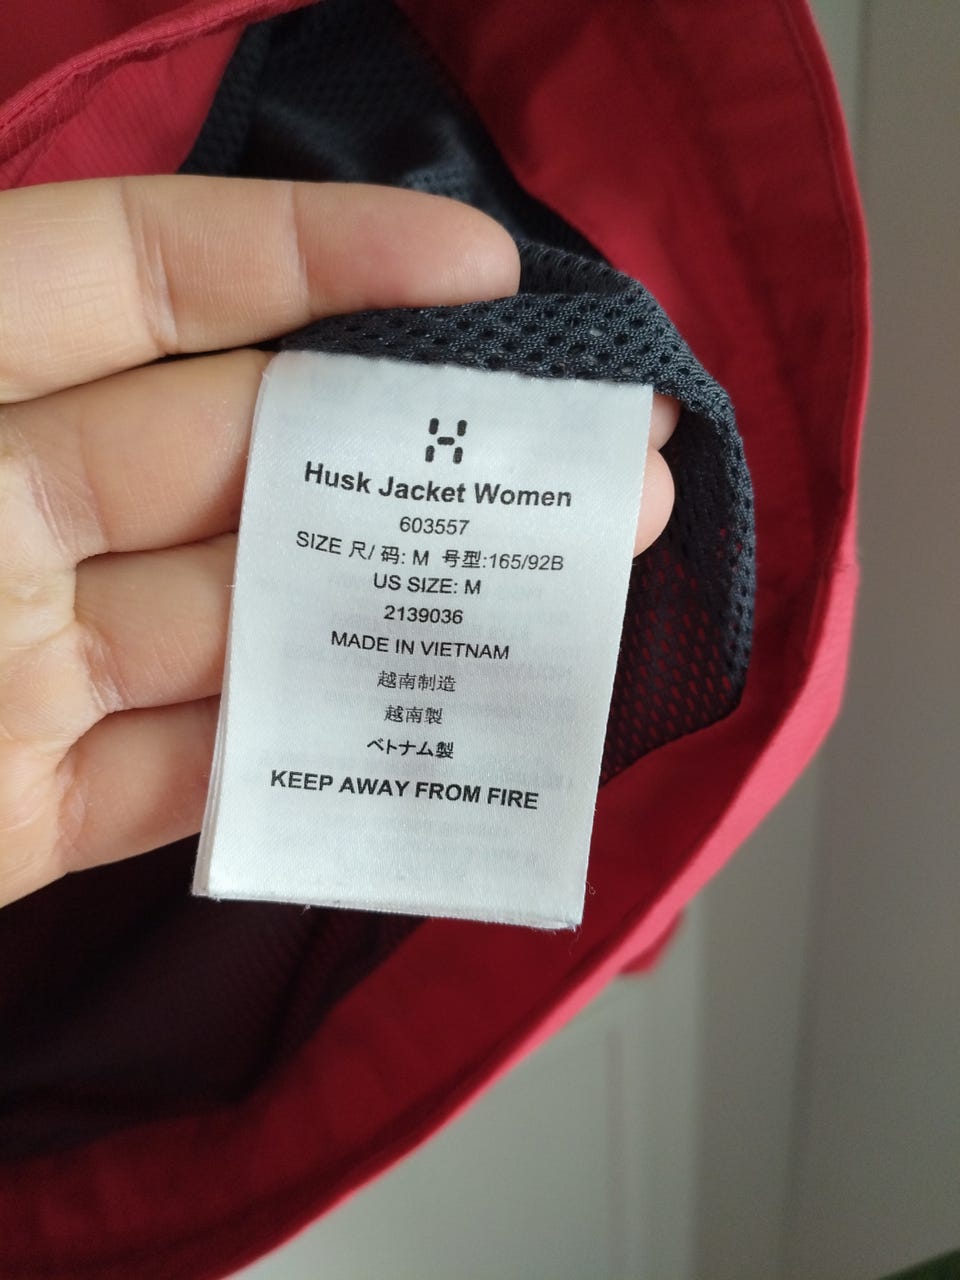 Husk Jacket Women
603557
SIZE 尺/ 码: M 号型:165/92B
US SIZE: M
2139036
MADE IN VIETNAM
越南制造
越南製
ベトナム製
KEEP AWAY FROM FIRE